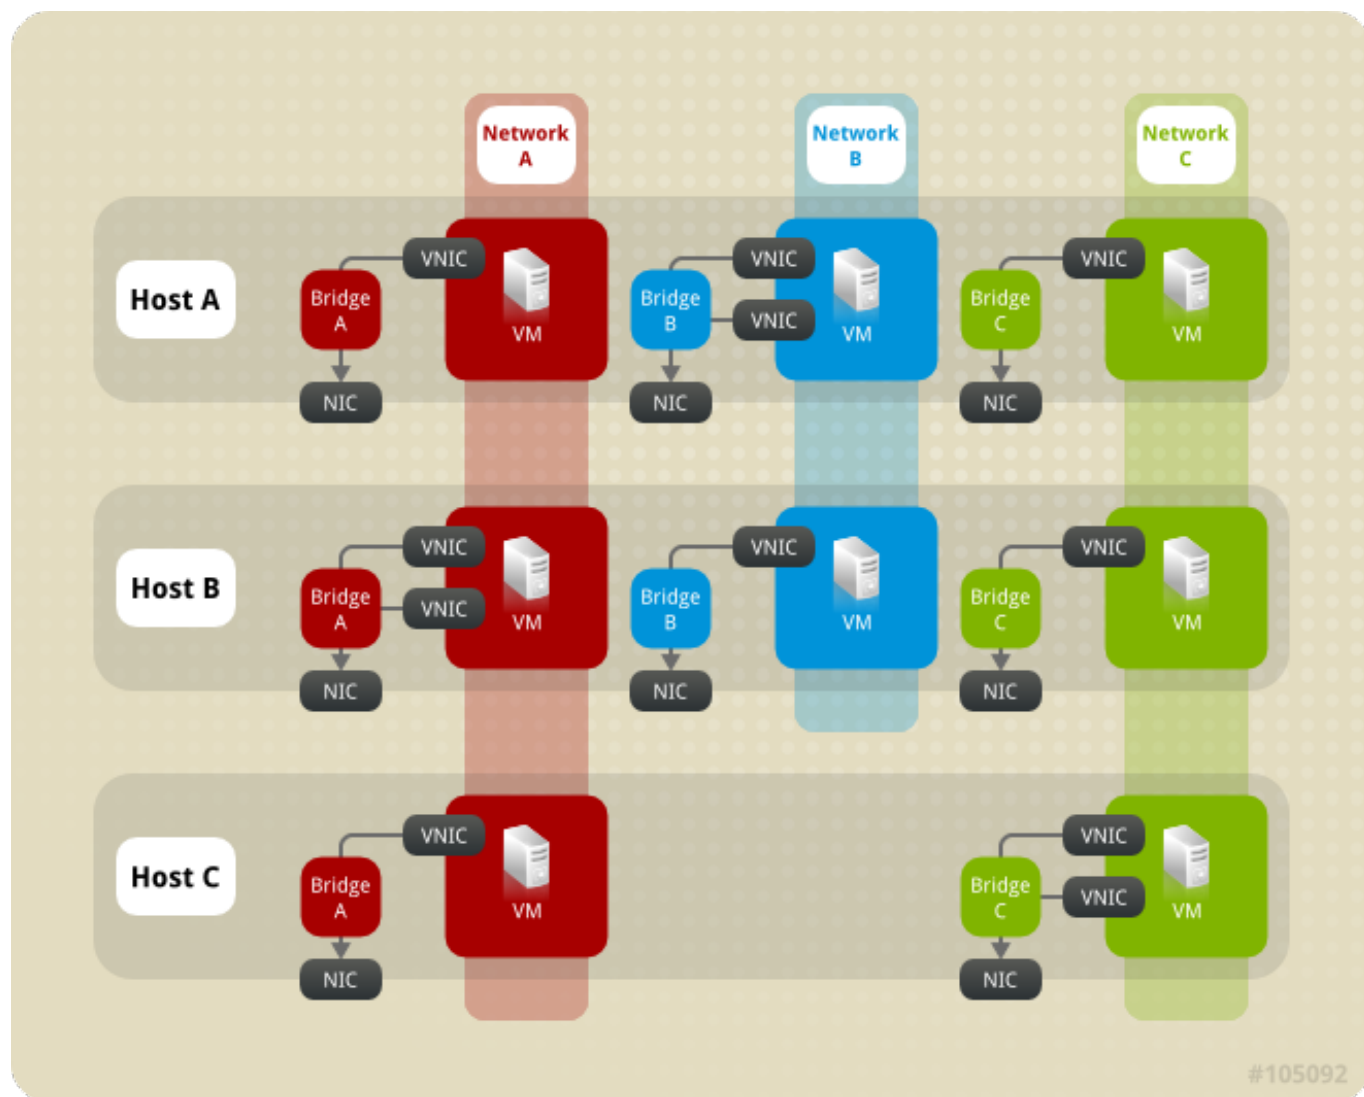 Network
A
Network
B
Network
C
Host A
Bridge
A
NIC
VNIC
VM
Bridge
B
NIC
VNIC
VNIC
VM
Bridge
C
NIC
VNIC
VM
Host B
Bridge
A
NIC
VNIC
VNIC
VM
Bridge
B
NIC
VNIC
VM
Bridge
C
NIC
VNIC
VM
Host C
Bridge
A
NIC
VNIC
VM
Bridge
C
NIC
VNIC
VNIC
VM
#105092